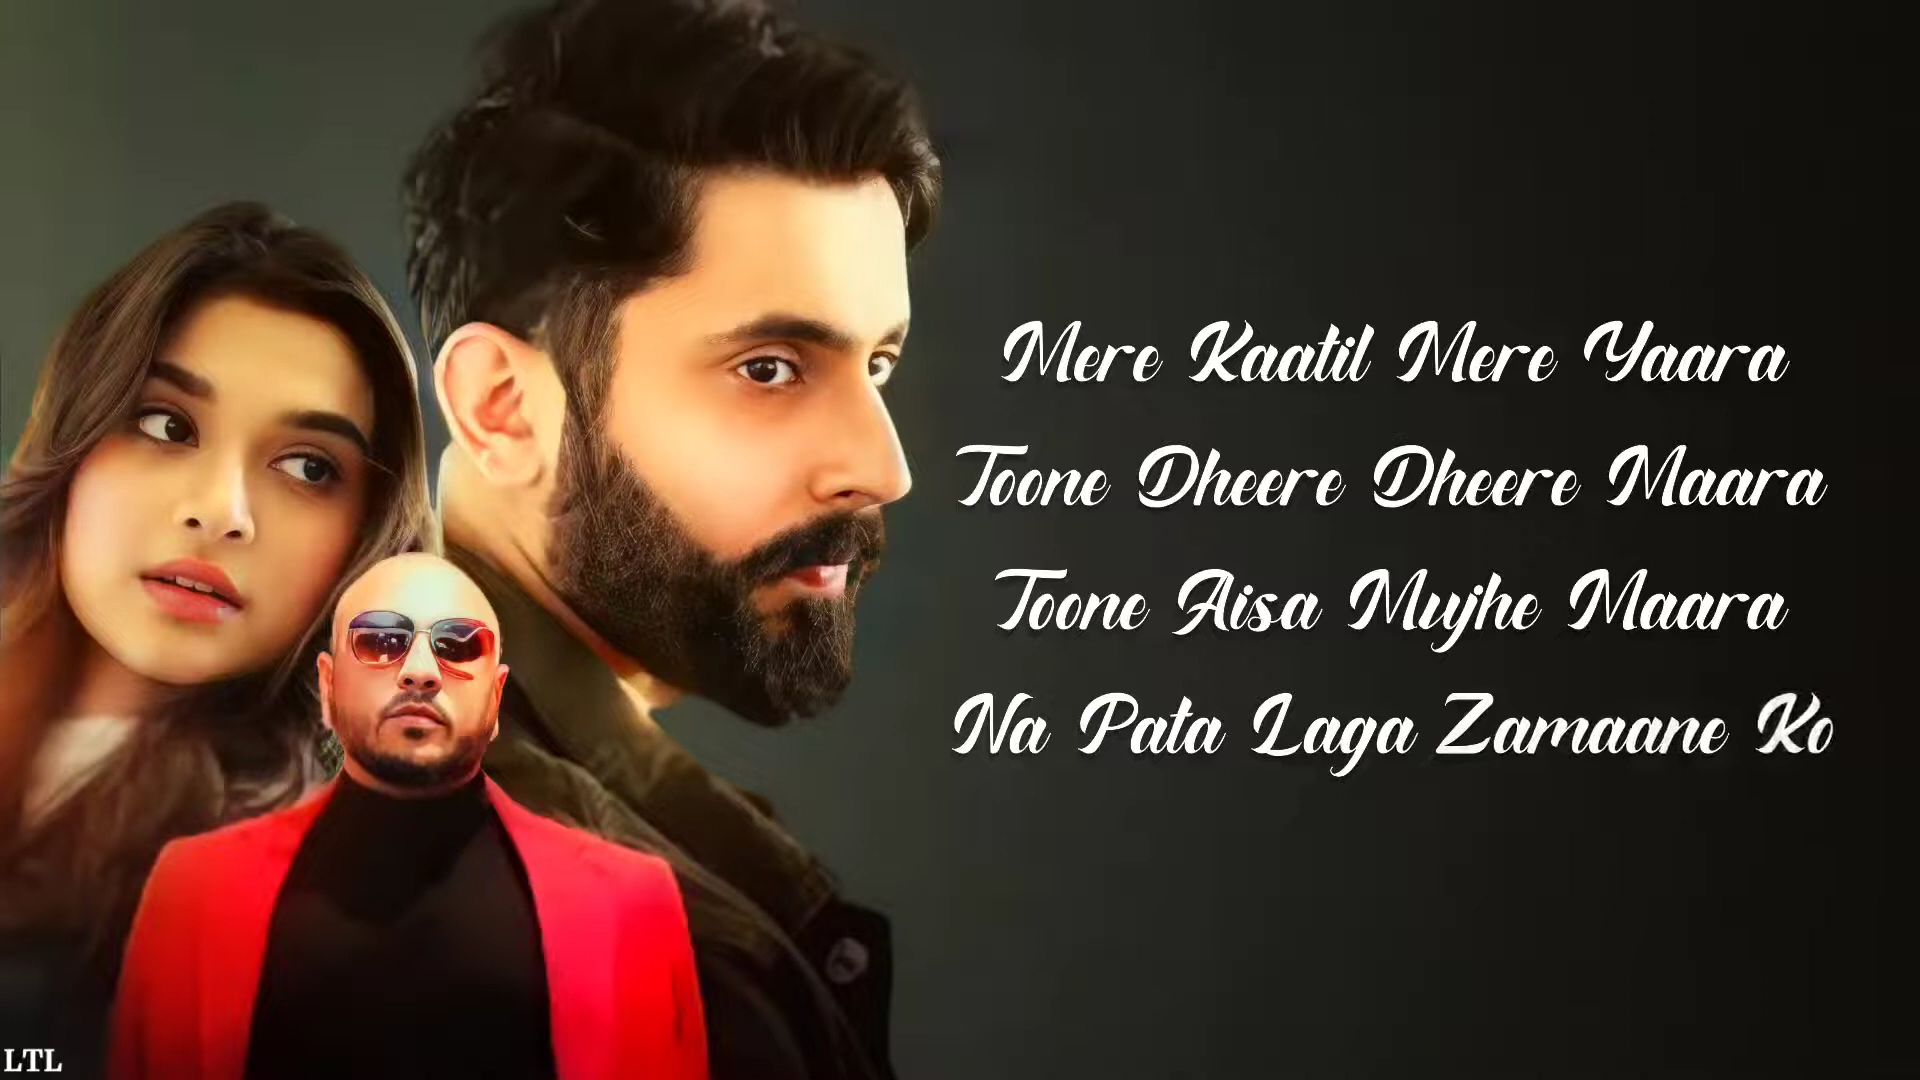 Mere Kaatil Mere Yaara
Toone Dheere Dheere Maara
Toone Aisa Mujhe Maara
Na Pata Laga Zamaane Ko
LTL